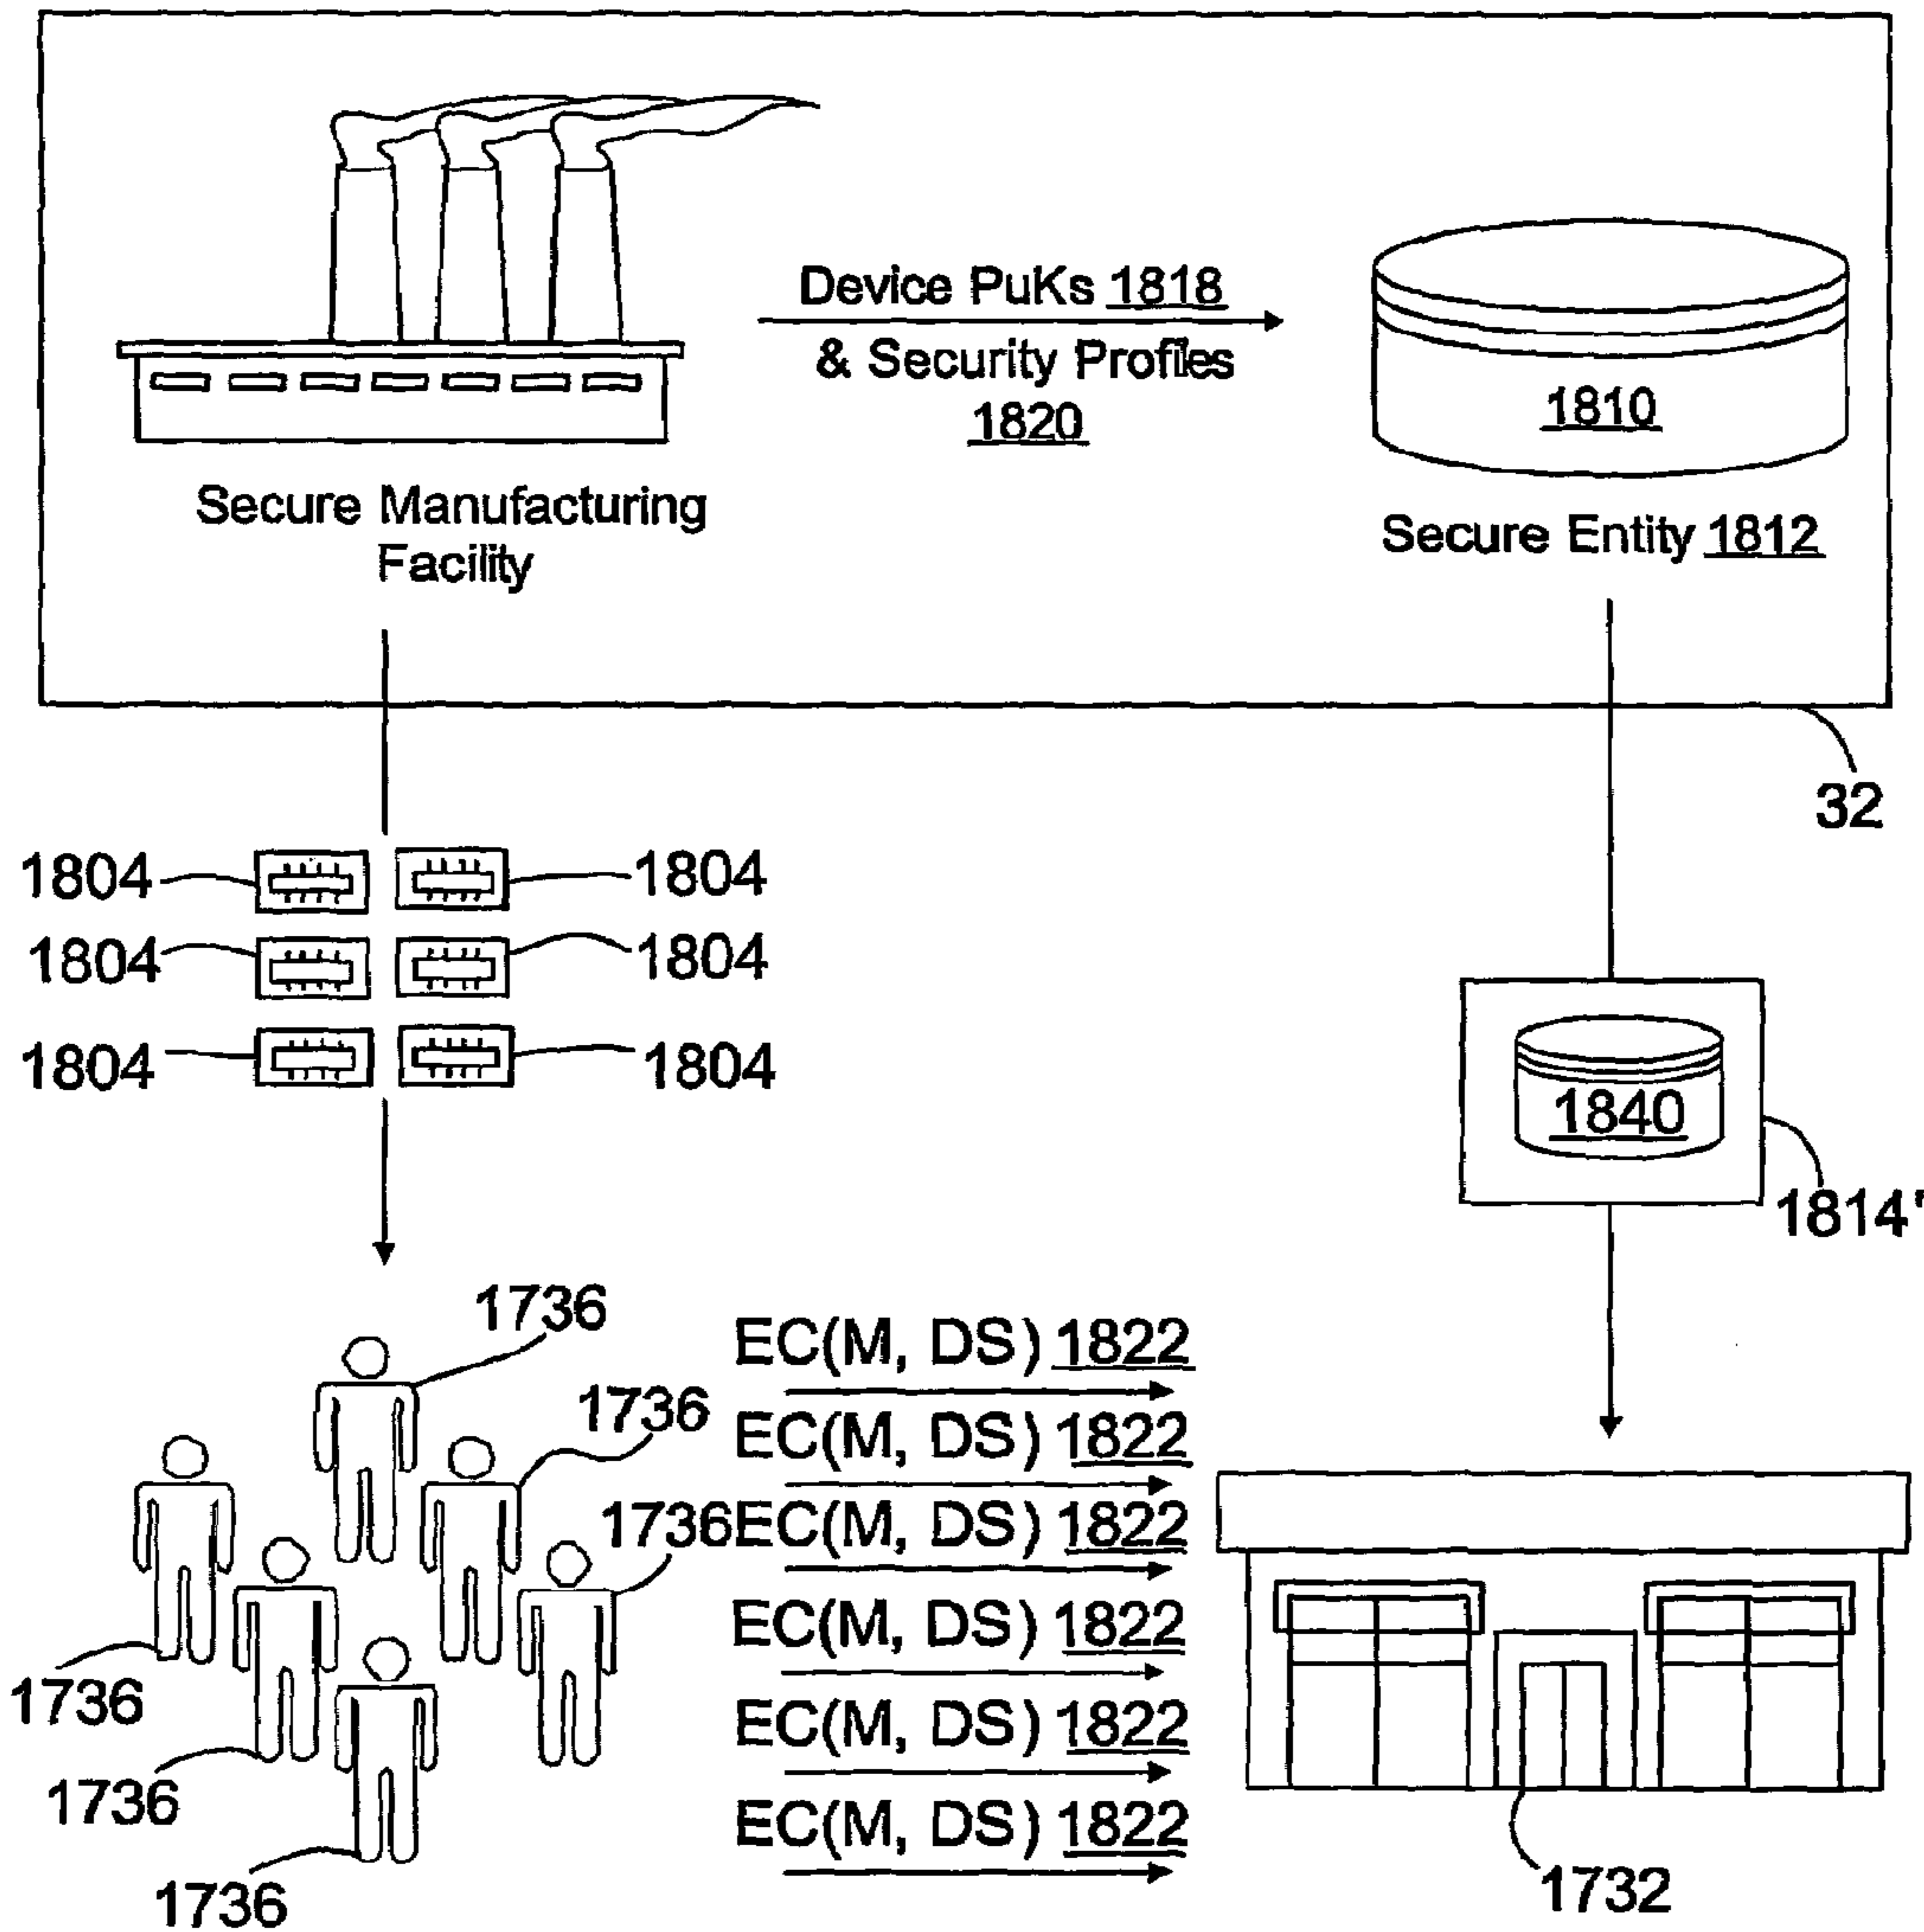 Device PuKs 1818
& Security Profiles
1820
1810
Secure Manufacturing
Facility
Secure Entity 1812
32
1804
1804
1804
1804
1804
1804
1840
1814'
1736
1736
1736
1736
1736
1736
EC(M, DS) 1822
EC(M, DS) 1822
EC(M, DS) 1822
EC(M, DS) 1822
EC(M, DS) 1822
EC(M, DS) 1822
1732